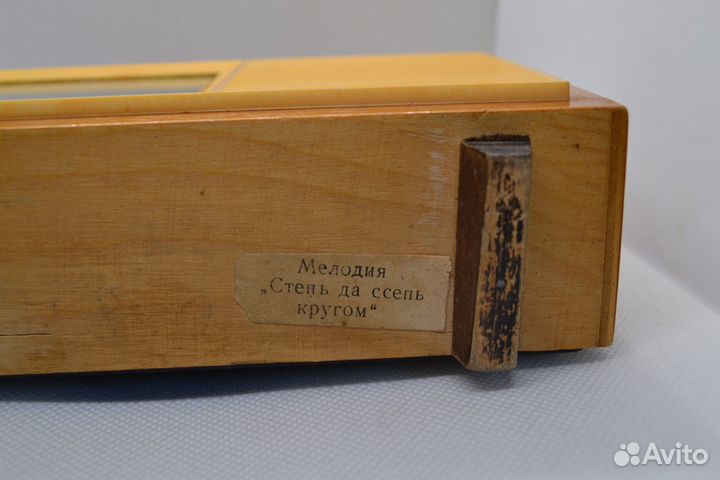 Мелодия
„Степь да ссепь
кругом“
Avito